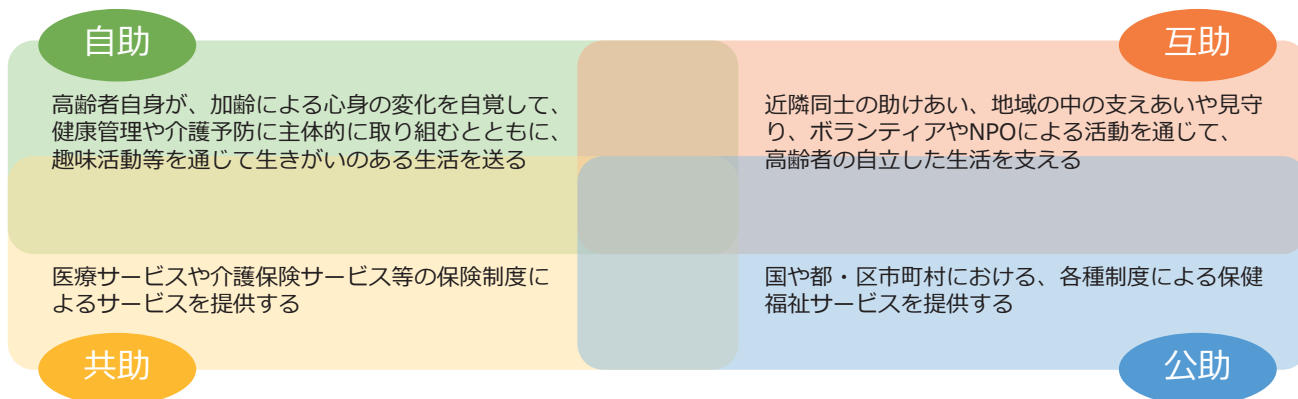 自助
高齢者自身が、加齢による心身の変化を自覚して、
健康管理や介護予防に主体的に取り組むとともに、
趣味活動等を通じて生きがいのある生活を送る
互助
近隣同士の助けあい、地域の中の支えあいや見守
り、ボランティアやNPOによる活動を通じて、
高齢者の自立した生活を支える
医療サービスや介護保険サービス等の保険制度に
よるサービスを提供する
共助
国や都・区市町村における、各種制度による保健
福祉サービスを提供する
公助